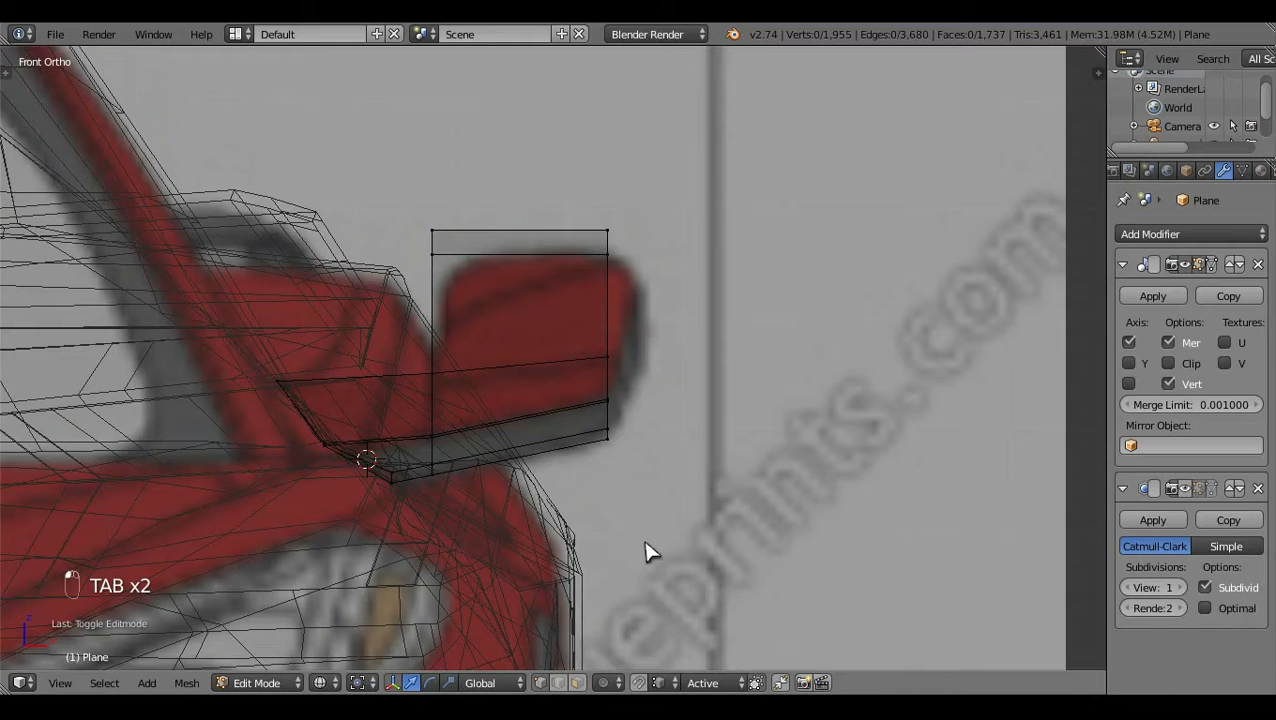 File Render Window Help Default Scene Blender Render v2.74 | Verts:0/1,955 | Edges:0/3,680 | Faces:0/1,737 | Tris:3,461 | Mem:31.98M (4.52M) | Plane
Front Ortho
View Search All Sc
Scene
RenderLa
World
Camera
Plane
Add Modifier
Apply Copy
Axis: Options: Textures:
Mer U
Y Clip V
Vert
Merge Limit: 0.001000
Mirror Object:
Apply Copy
Catmull-Clark Simple
Subdivisions: Options:
View: 1 Subdivid
Rende:2 Optimal
eprints.com
TAB x2
Last: Toggle Editmode
(1) Plane
View Select Add Mesh Edit Mode Global Active